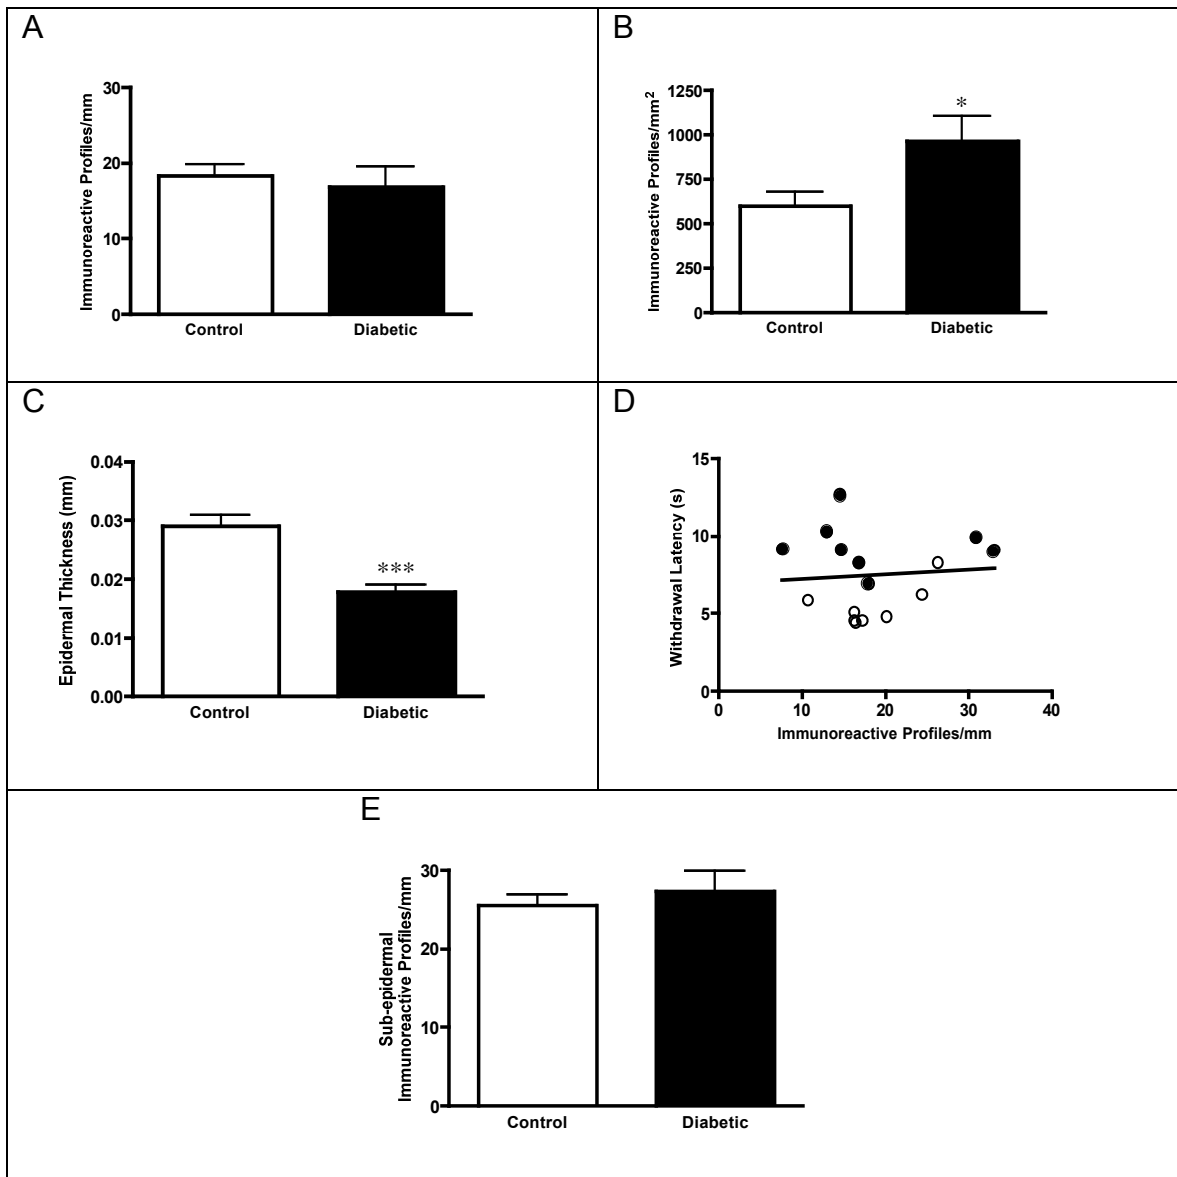 A
Immunoreactive Profiles/mm
30
20
10
0
Control Diabetic
B
Immunoreactive Profiles/mm²
1250
1000
750
500
250
0
*
Control Diabetic
C
Epidermal Thickness (mm)
0.04
0.03
0.02
0.01
0.00
***
Control Diabetic
D
Withdrawal Latency (s)
15
10
5
0
0 10 20 30 40
Immunoreactive Profiles/mm
E
Sub-epidermal
Immunoreactive Profiles/mm
30
20
10
0
Control Diabetic